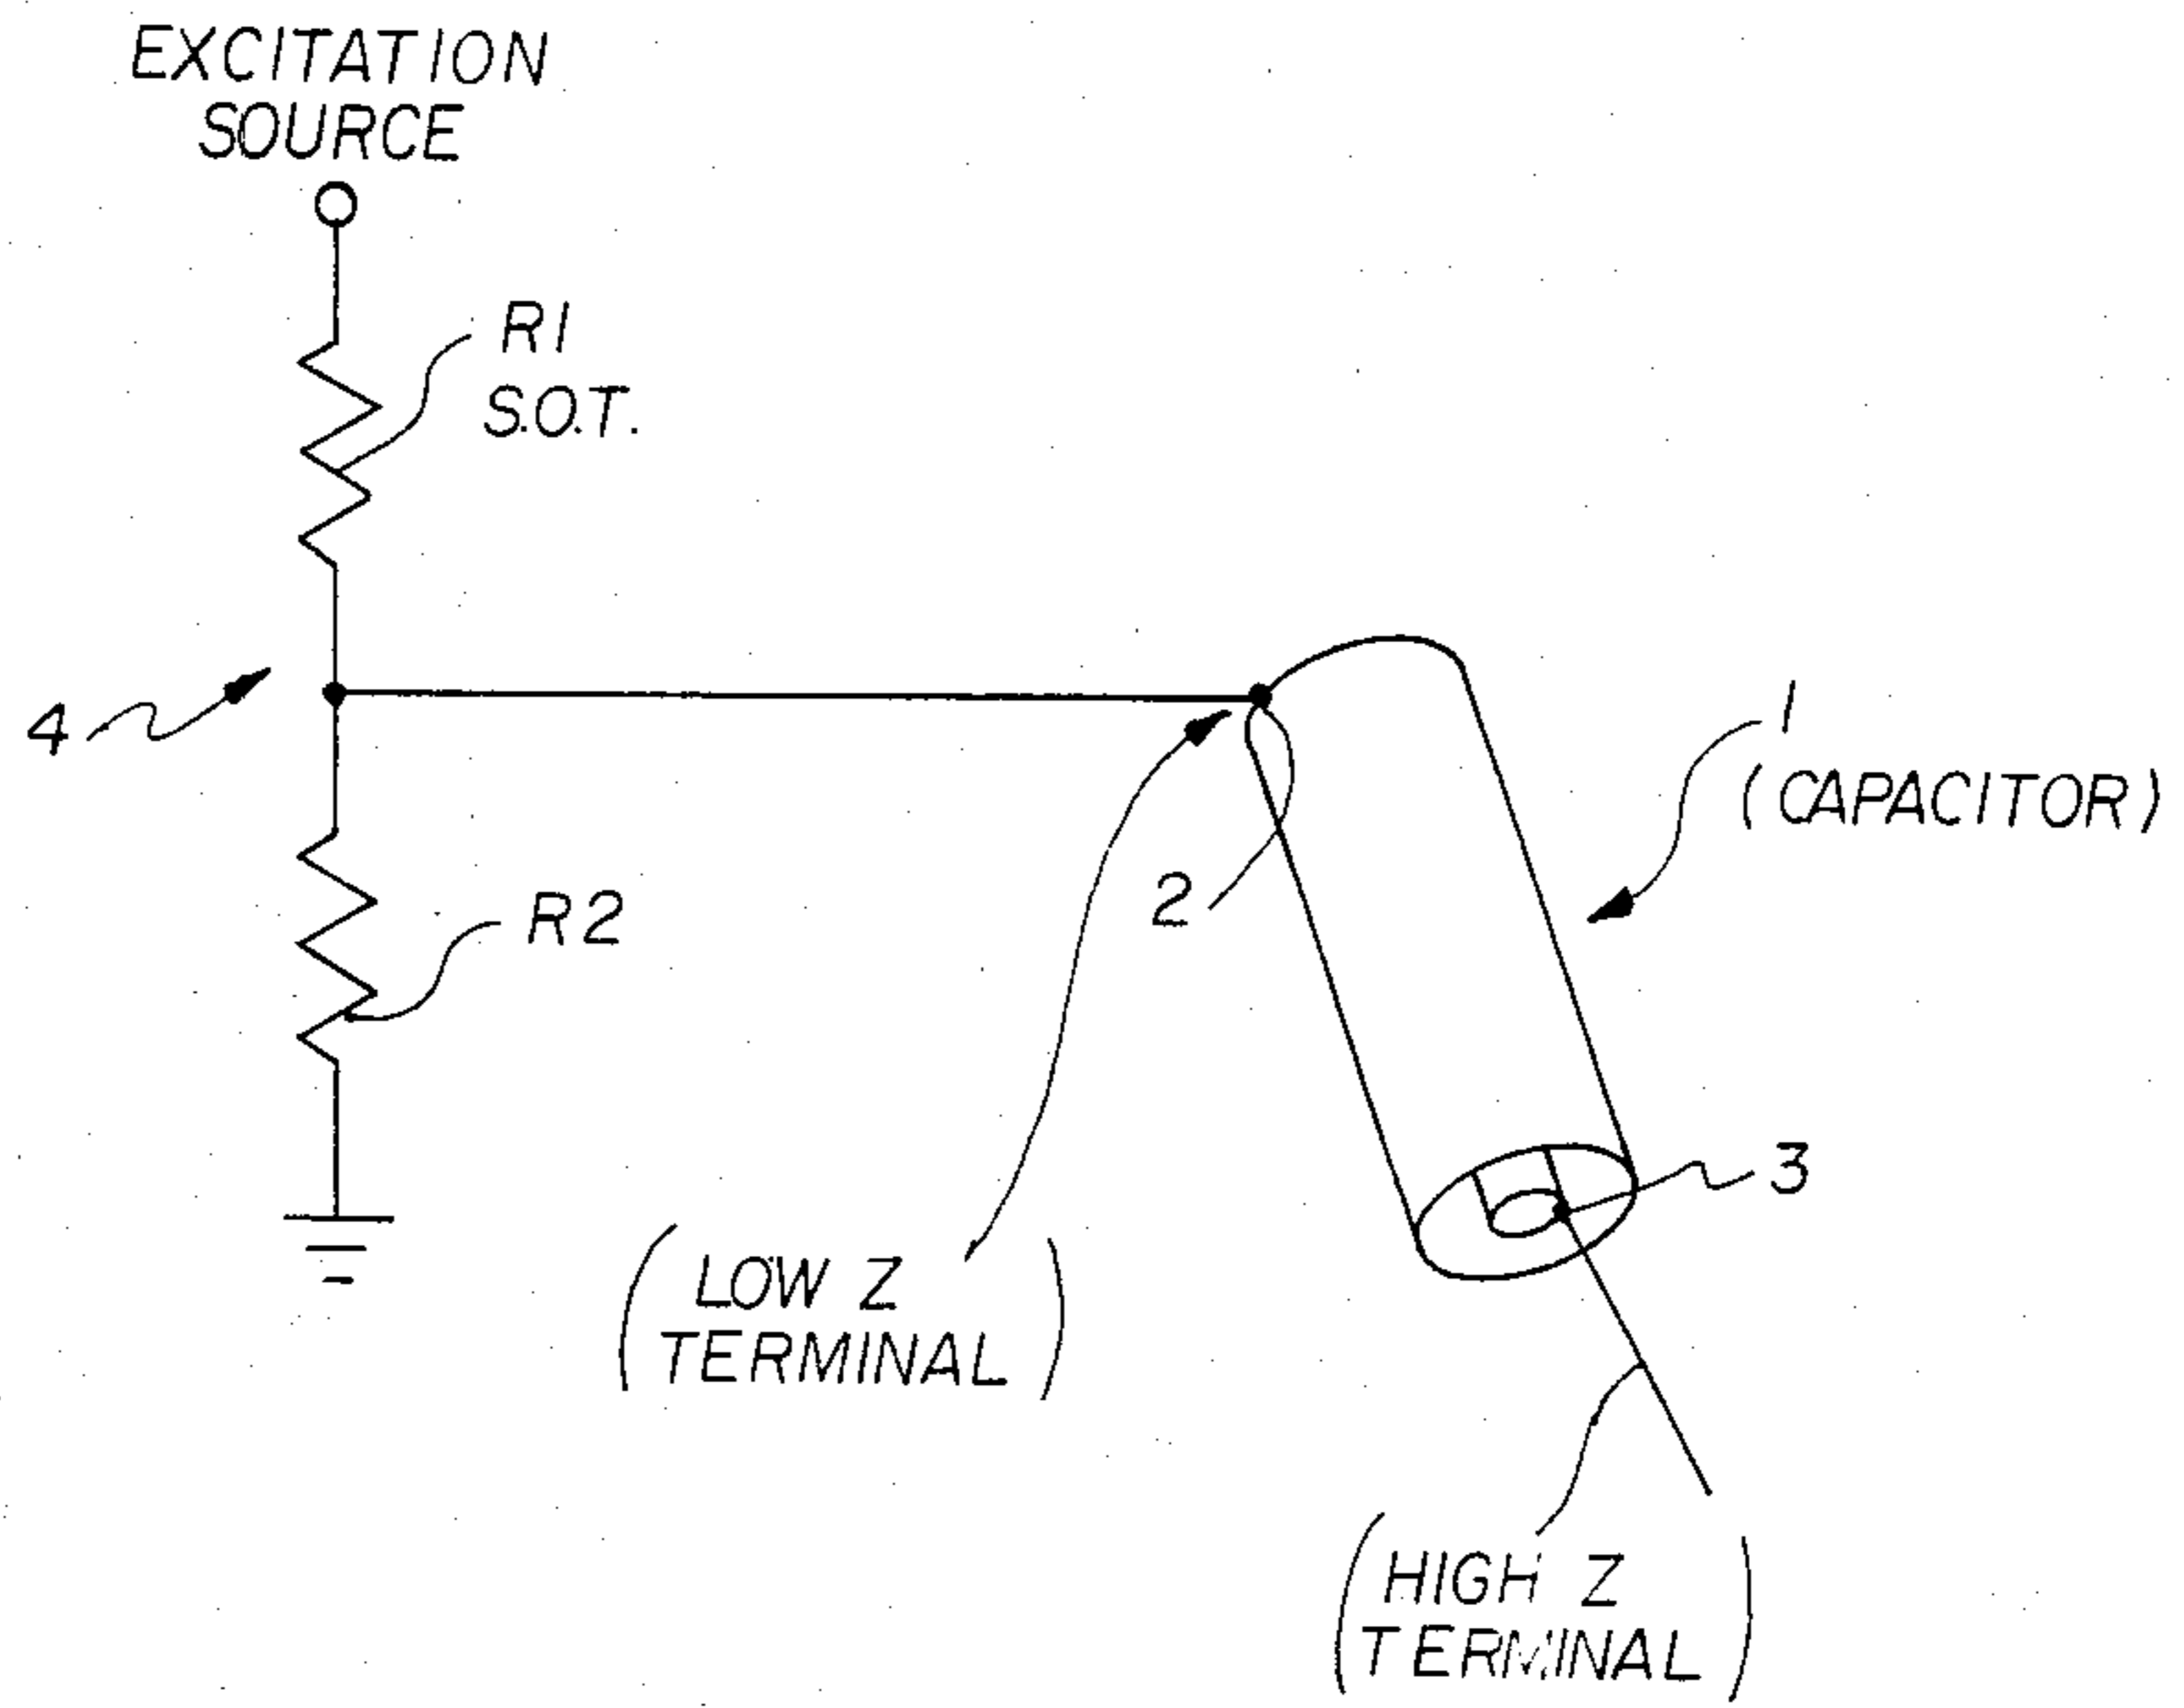 EXCITATION
SOURCE
R1
S.O.T.
4
1
(CAPACITOR)
2
R2
3
(LOW Z
TERMINAL)
(HIGH Z
TERMINAL)